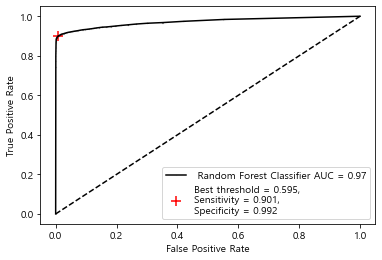 1.0
0.8
0.6
0.4
0.2
0.0
True Positive Rate
Random Forest Classifier AUC = 0.97
Best threshold = 0.595,
Sensitivity = 0.901,
Specificity = 0.992
0.0 0.2 0.4 0.6 0.8 1.0
False Positive Rate